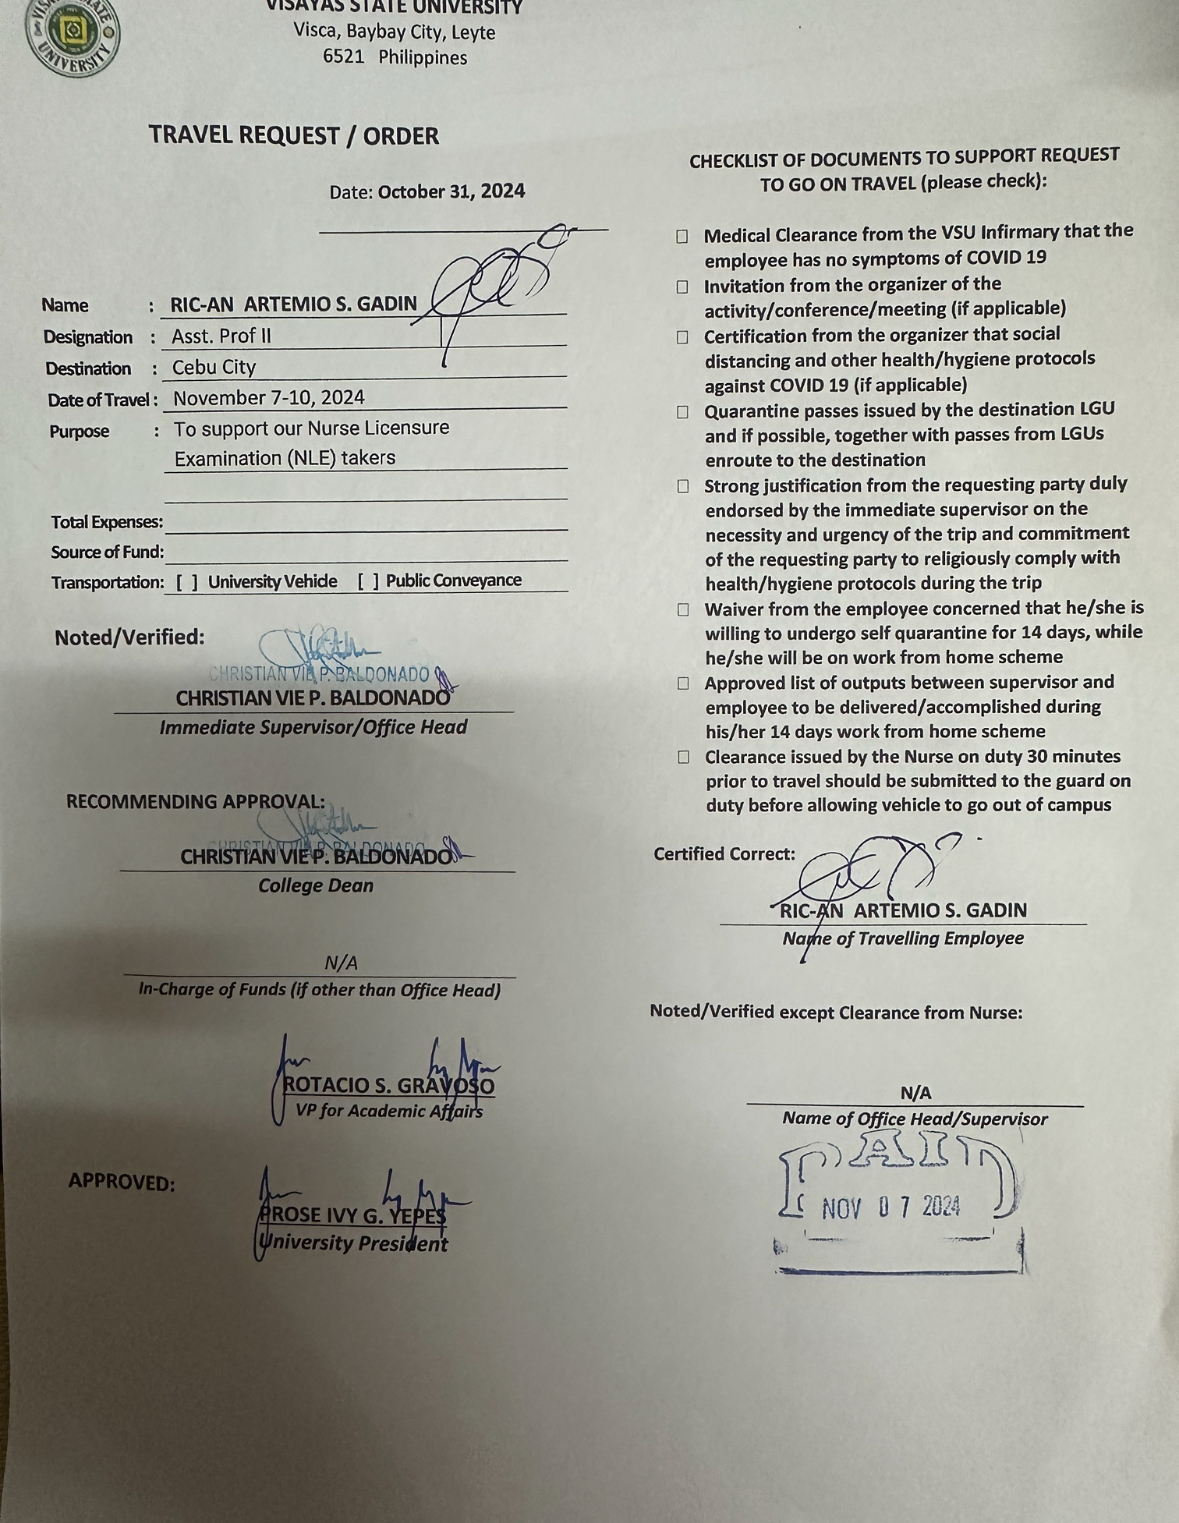 VISAYAS STATE UNIVERSITY
Visca, Baybay City, Leyte
6521 Philippines
UNIVERSITY
TRAVEL REQUEST / ORDER
Date: October 31, 2024
Name : RIC-AN ARTEMIO S. GADIN
Designation : Asst. Prof II
Destination : Cebu City
Date of Travel : November 7-10, 2024
Purpose : To support our Nurse Licensure
Examination (NLE) takers
Total Expenses:
Source of Fund:
Transportation: [ ] University Vehicle [ ] Public Conveyance
Noted/Verified:
CHRISTIAN VIE P. BALDONADO
CHRISTIAN VIE P. BALDONADO
Immediate Supervisor/Office Head
RECOMMENDING APPROVAL:
CHRISTIAN VIE P. BALDONADO
CHRISTIAN VIE P. BALDONADO
College Dean
N/A
In-Charge of Funds (if other than Office Head)
ROTACIO S. GRAVOSO
VP for Academic Affairs
APPROVED:
PROSE IVY G. YEPES
University President
CHECKLIST OF DOCUMENTS TO SUPPORT REQUEST
TO GO ON TRAVEL (please check):
☐ Medical Clearance from the VSU Infirmary that the
employee has no symptoms of COVID 19
☐ Invitation from the organizer of the
activity/conference/meeting (if applicable)
☐ Certification from the organizer that social
distancing and other health/hygiene protocols
against COVID 19 (if applicable)
☐ Quarantine passes issued by the destination LGU
and if possible, together with passes from LGUs
enroute to the destination
☐ Strong justification from the requesting party duly
endorsed by the immediate supervisor on the
necessity and urgency of the trip and commitment
of the requesting party to religiously comply with
health/hygiene protocols during the trip
☐ Waiver from the employee concerned that he/she is
willing to undergo self quarantine for 14 days, while
he/she will be on work from home scheme
☐ Approved list of outputs between supervisor and
employee to be delivered/accomplished during
his/her 14 days work from home scheme
☐ Clearance issued by the Nurse on duty 30 minutes
prior to travel should be submitted to the guard on
duty before allowing vehicle to go out of campus
Certified Correct:
RIC-AN ARTEMIO S. GADIN
Name of Travelling Employee
Noted/Verified except Clearance from Nurse:
N/A
Name of Office Head/Supervisor
PAID
NOV 07 2024